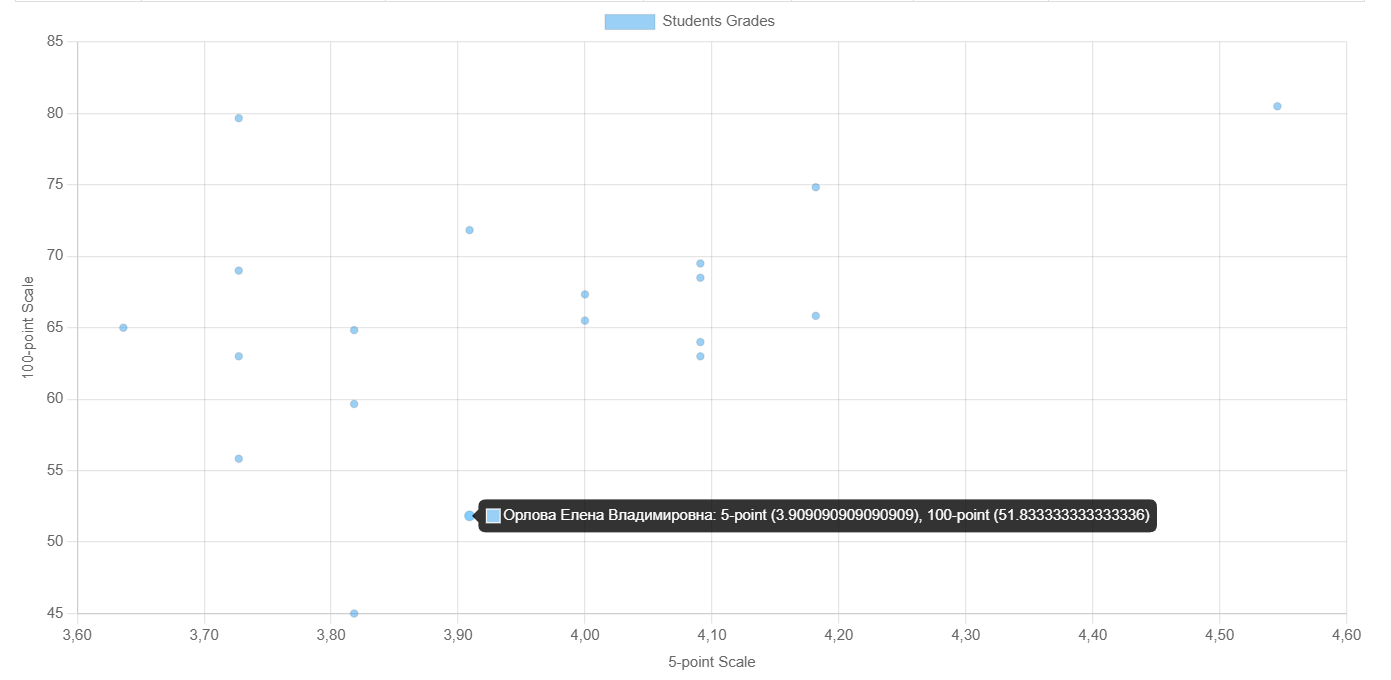 Students Grades
85
80
75
70
65
60
55
50
45
100-point Scale
Орлова Елена Владимировна: 5-point (3.909090909090909), 100-point (51.833333333333336)
3,60 3,70 3,80 3,90 4,00 4,10 4,20 4,30 4,40 4,50 4,60
5-point Scale